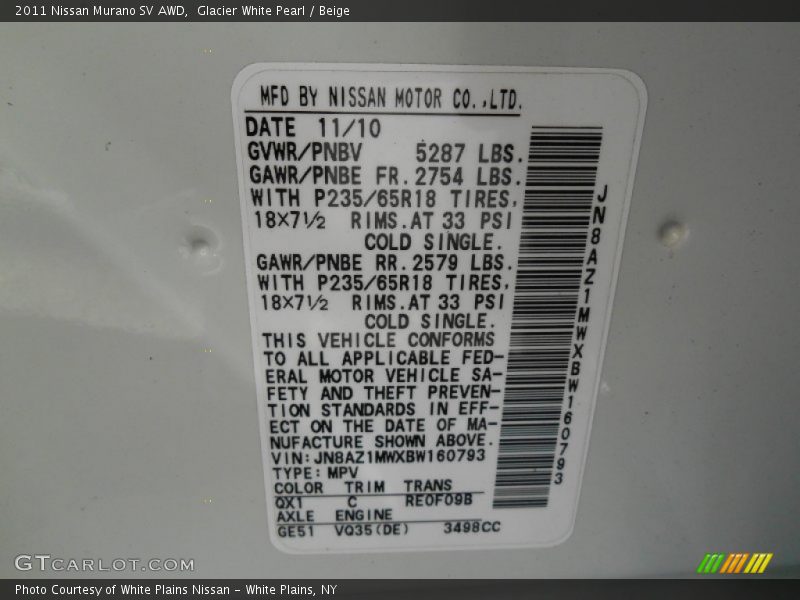 2011 Nissan Murano SV AWD,  Glacier White Pearl / Beige
MFD BY NISSAN MOTOR CO.,LTD.
DATE 11/10
GVWR/PNBV 5287 LBS.
GAWR/PNBE FR. 2754 LBS.
WITH P235/65R18 TIRES,
18×7½ RIMS.AT 33 PSI
COLD SINGLE.
GAWR/PNBE RR. 2579 LBS.
WITH P235/65R18 TIRES,
18×7½ RIMS.AT 33 PSI
COLD SINGLE.
THIS VEHICLE CONFORMS
TO ALL APPLICABLE FED-
ERAL MOTOR VEHICLE SA-
FETY AND THEFT PREVEN-
TION STANDARDS IN EFF-
ECT ON THE DATE OF MA-
NUFACTURE SHOWN ABOVE.
VIN:JN8AZ1MWXBW160793
TYPE:MPV
COLOR TRIM TRANS
QX1 C RE0F09B
AXLE ENGINE
GE51 VQ35(DE) 3498CC
JN8AZ1MWXBW160793
GTCARLOT.COM
Photo Courtesy of White Plains Nissan - White Plains, NY